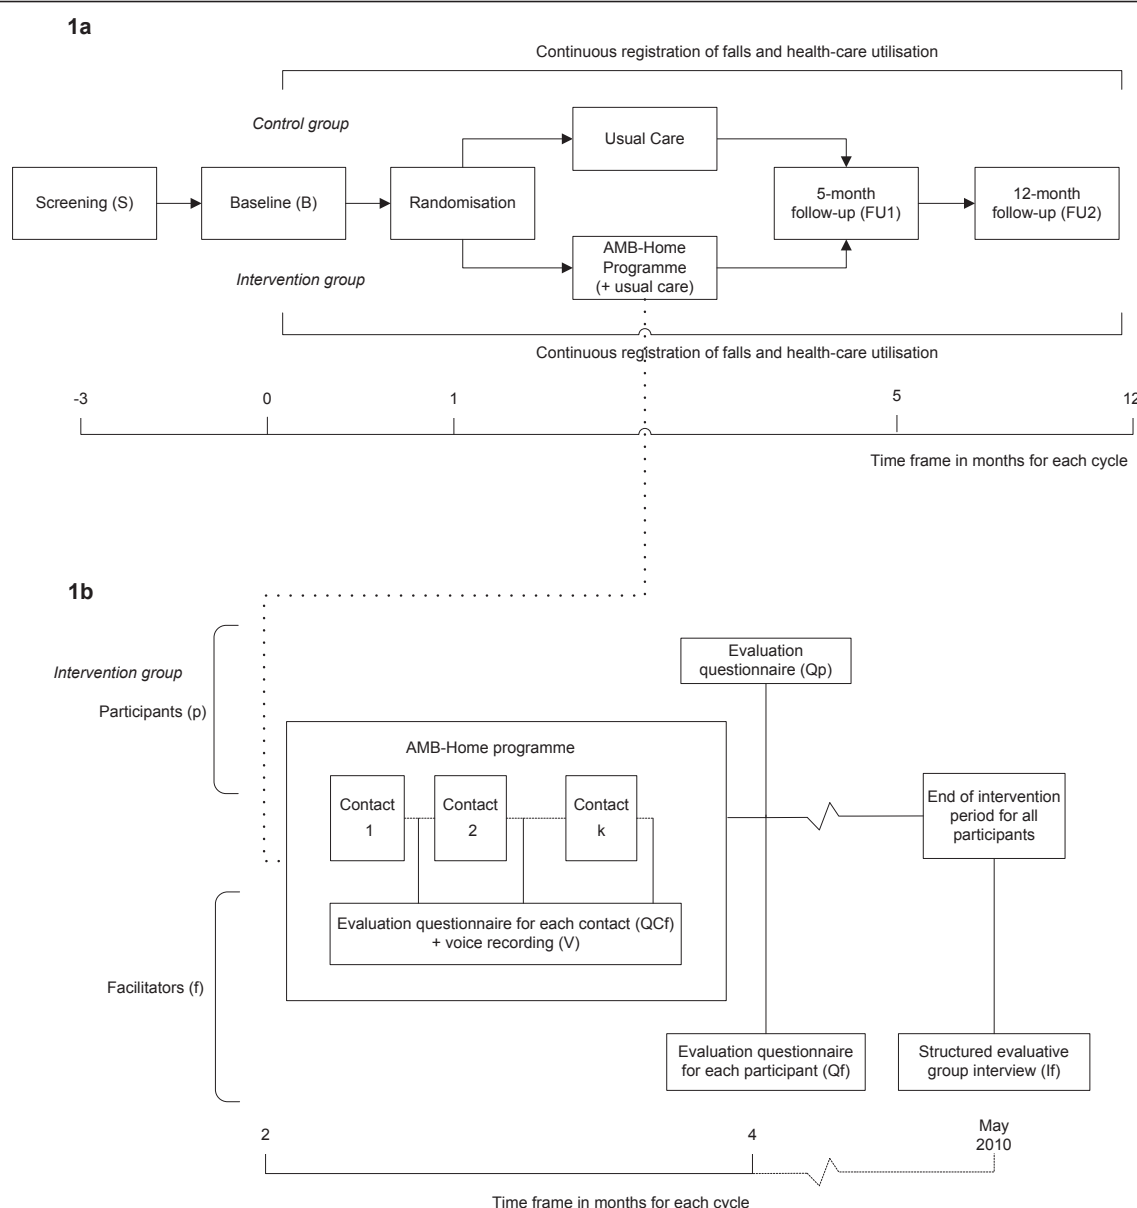 1a
Continuous registration of falls and health-care utilisation
Control group
Usual Care
Screening (S)
Baseline (B)
Randomisation
5-month
follow-up (FU1)
12-month
follow-up (FU2)
Intervention group
AMB-Home
Programme
(+ usual care)
Continuous registration of falls and health-care utilisation
-3
0
1
5
12
Time frame in months for each cycle
1b
Intervention group
Participants (p)
Evaluation
questionnaire (Qp)
AMB-Home programme
Contact
1
Contact
2
Contact
k
End of intervention
period for all
participants
Evaluation questionnaire for each contact (QCf)
+ voice recording (V)
Facilitators (f)
Evaluation questionnaire
for each participant (Qf)
Structured evaluative
group interview (If)
2
4
May
2010
Time frame in months for each cycle